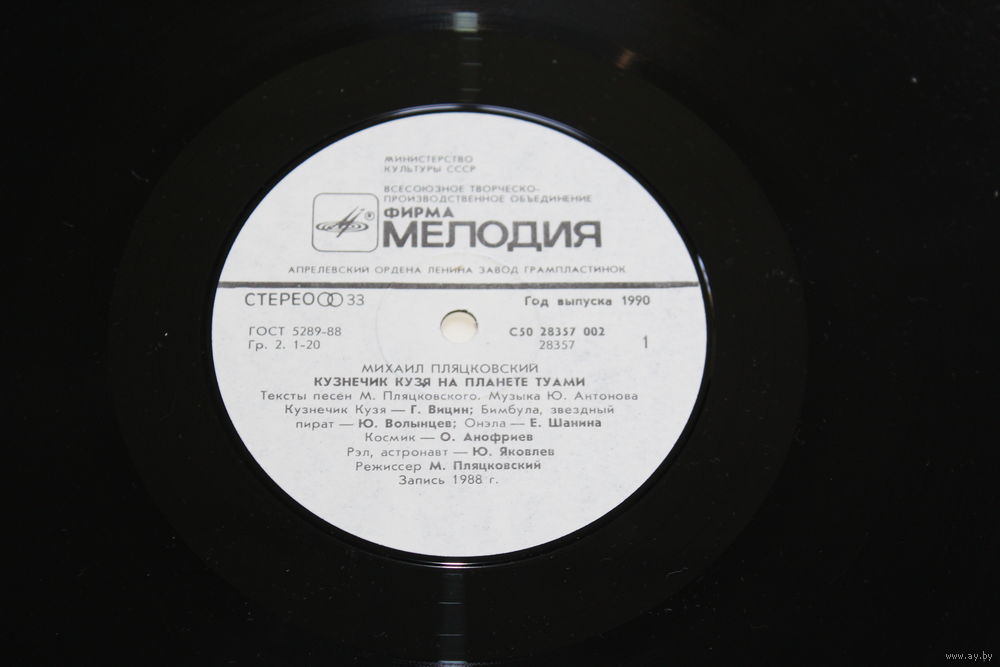 МИНИСТЕРСТВО
КУЛЬТУРЫ СССР
ВСЕСОЮЗНОЕ ТВОРЧЕСКО-
ПРОИЗВОДСТВЕННОЕ ОБЪЕДИНЕНИЕ
®
ФИРМА
МЕЛОДИЯ
АПРЕЛЕВСКИЙ ОРДЕНА ЛЕНИНА ЗАВОД ГРАМПЛАСТИНОК
СТЕРЕО 33
Год выпуска 1990
ГОСТ 5289-88
Гр. 2. 1-20
С50 28357 002
28357
1
МИХАИЛ ПЛЯЦКОВСКИЙ
КУЗНЕЧИК КУЗЯ НА ПЛАНЕТЕ ТУАМИ
Тексты песен М. Пляцковского. Музыка Ю. Антонова
Кузнечик Кузя — Г. Вицин; Бимбула, звездный
пират — Ю. Волынцев; Онэла — Е. Шанина
Космик — О. Анофриев
Рэл, астронавт — Ю. Яковлев
Режиссер М. Пляцковский
Запись 1988 г.
www.ay.by